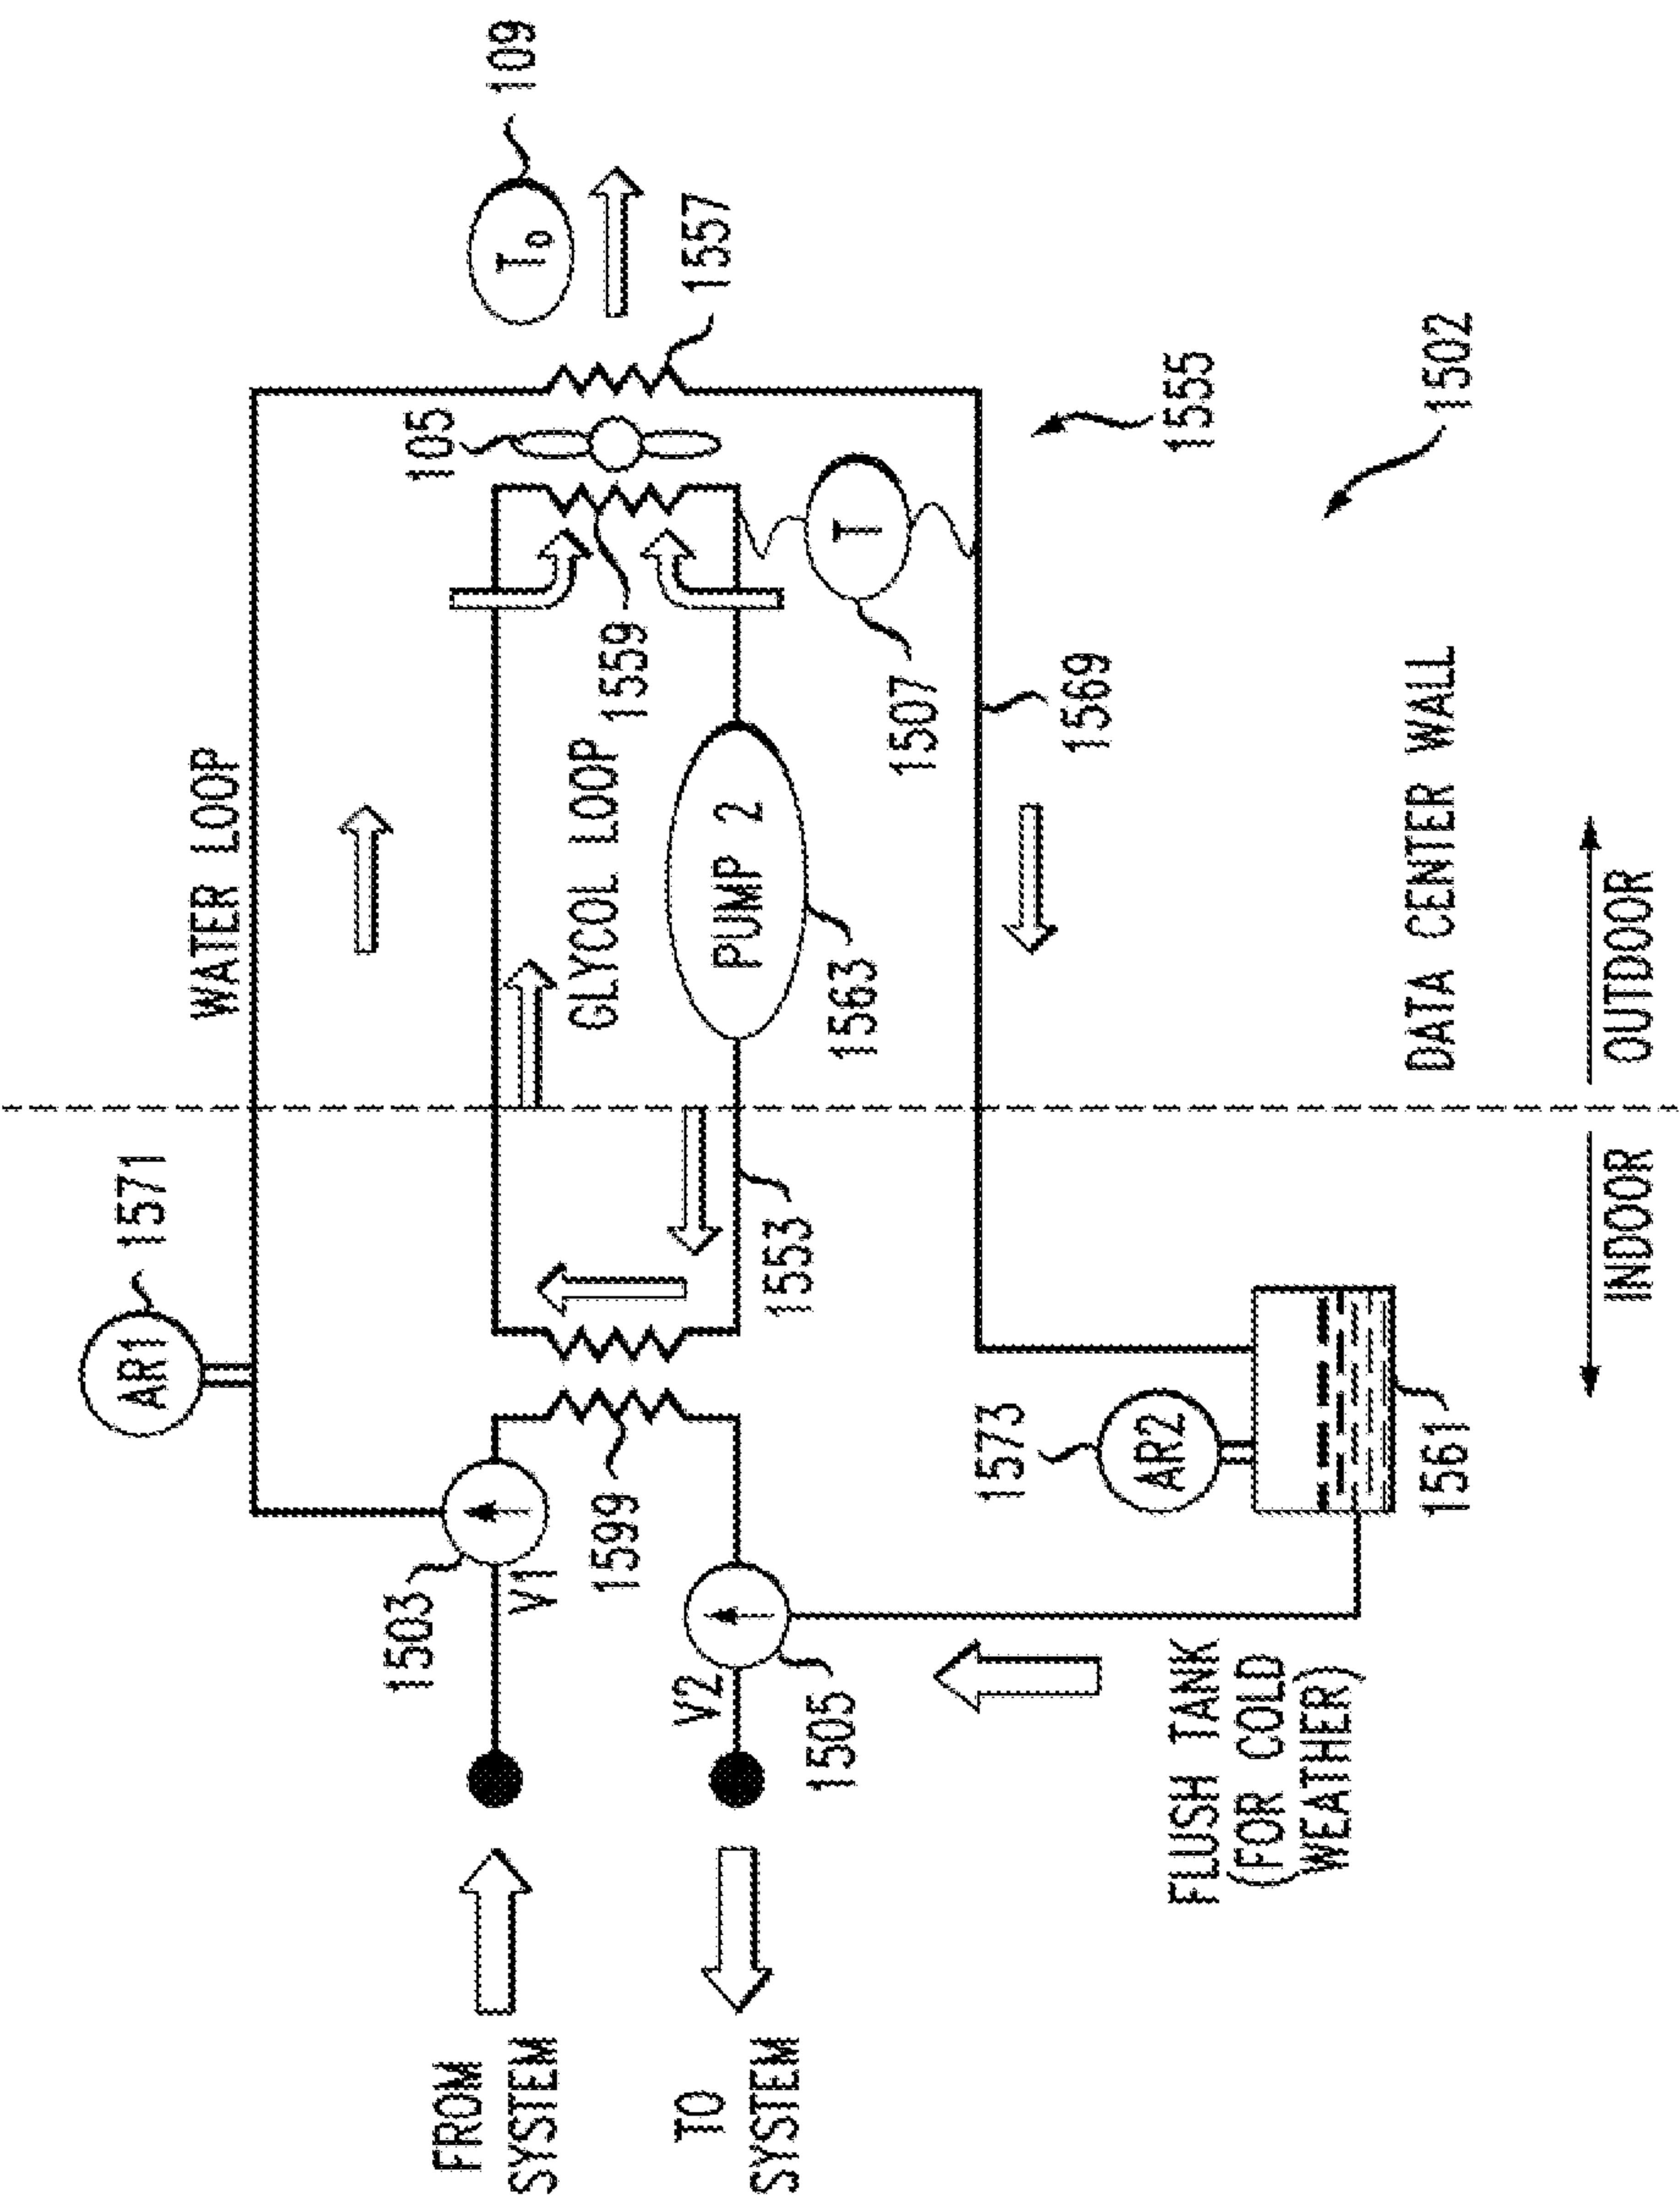 109
T₀
1557
105
1555
1502
T
1559
1507
1569
WATER LOOP
GLYCOL LOOP
PUMP 2
1563
DATA CENTER WALL
OUTDOOR
INDOOR
1571
AR1
1553
1573
AR2
1561
1599
1503
V1
V2
1505
FLUSH TANK
(FOR COLD
WEATHER)
FROM
SYSTEM
TO
SYSTEM